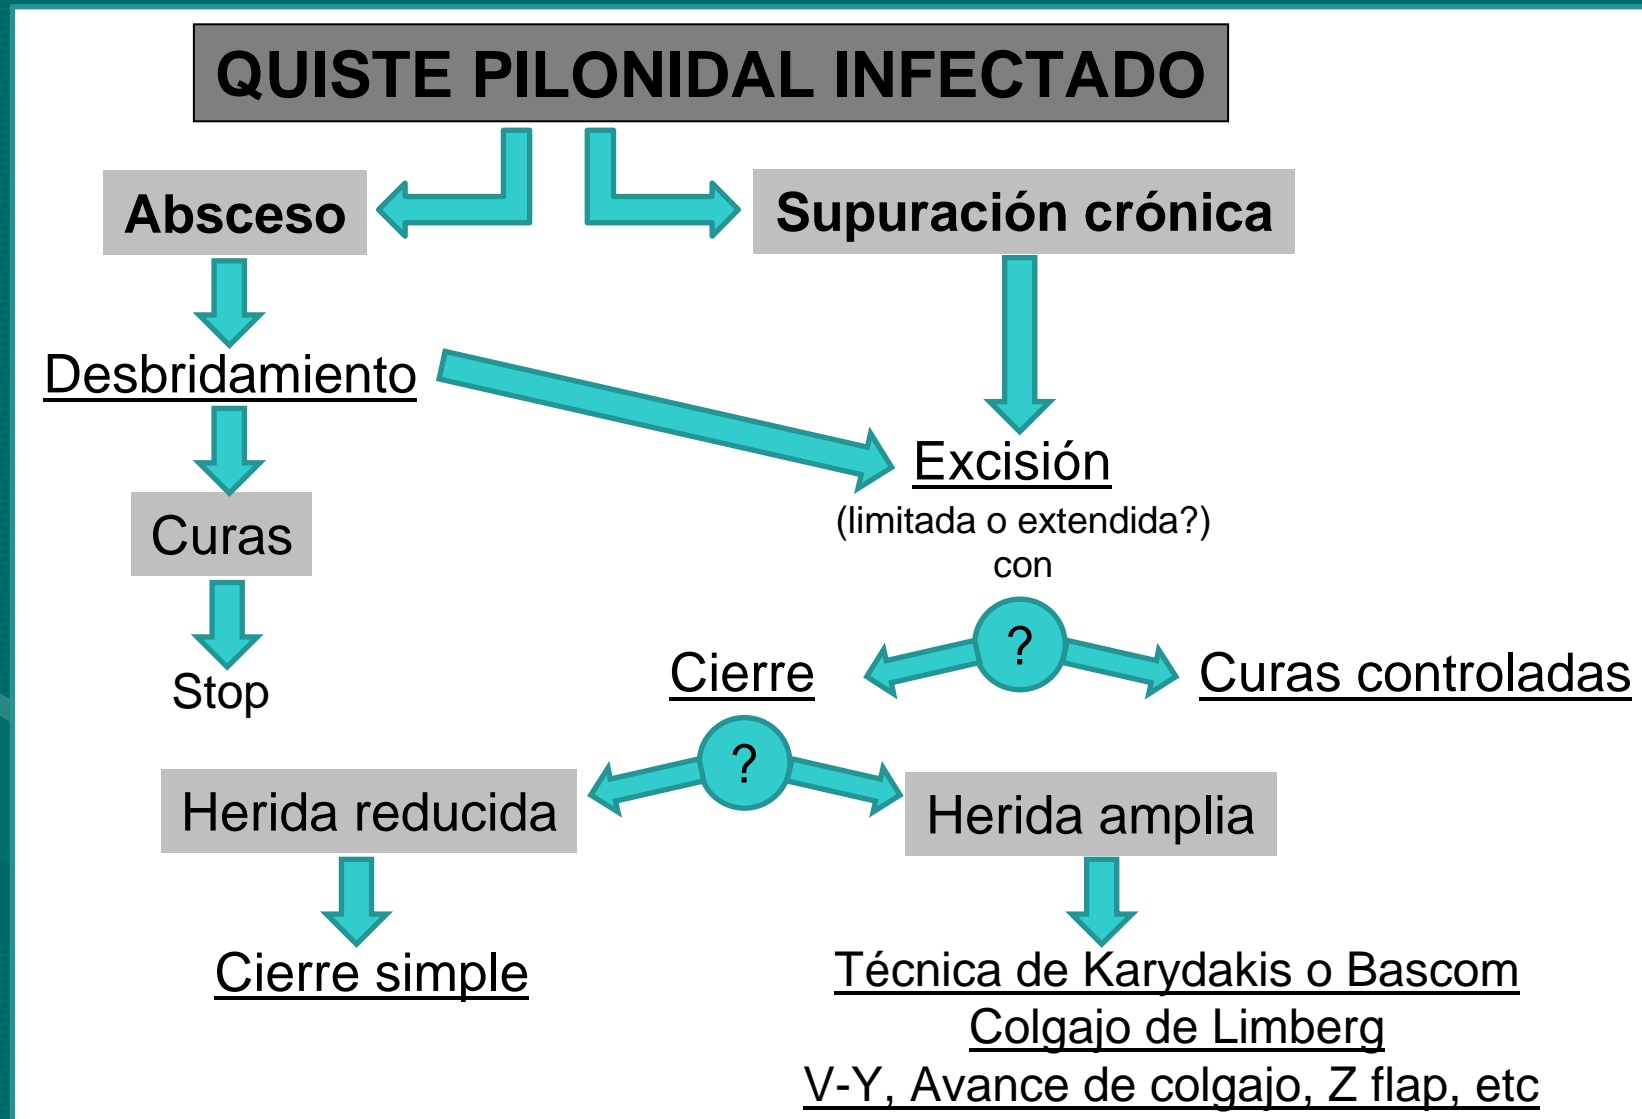 QUISTE PILONIDAL INFECTADO
Absceso
Supuración crónica
Desbridamiento
Excisión
(limitada o extendida?)
con
Curas
?
Cierre
Curas controladas
Stop
?
Herida reducida
Herida amplia
Cierre simple
Técnica de Karydakis o Bascom
Colgajo de Limberg
V-Y, Avance de colgajo, Z flap, etc